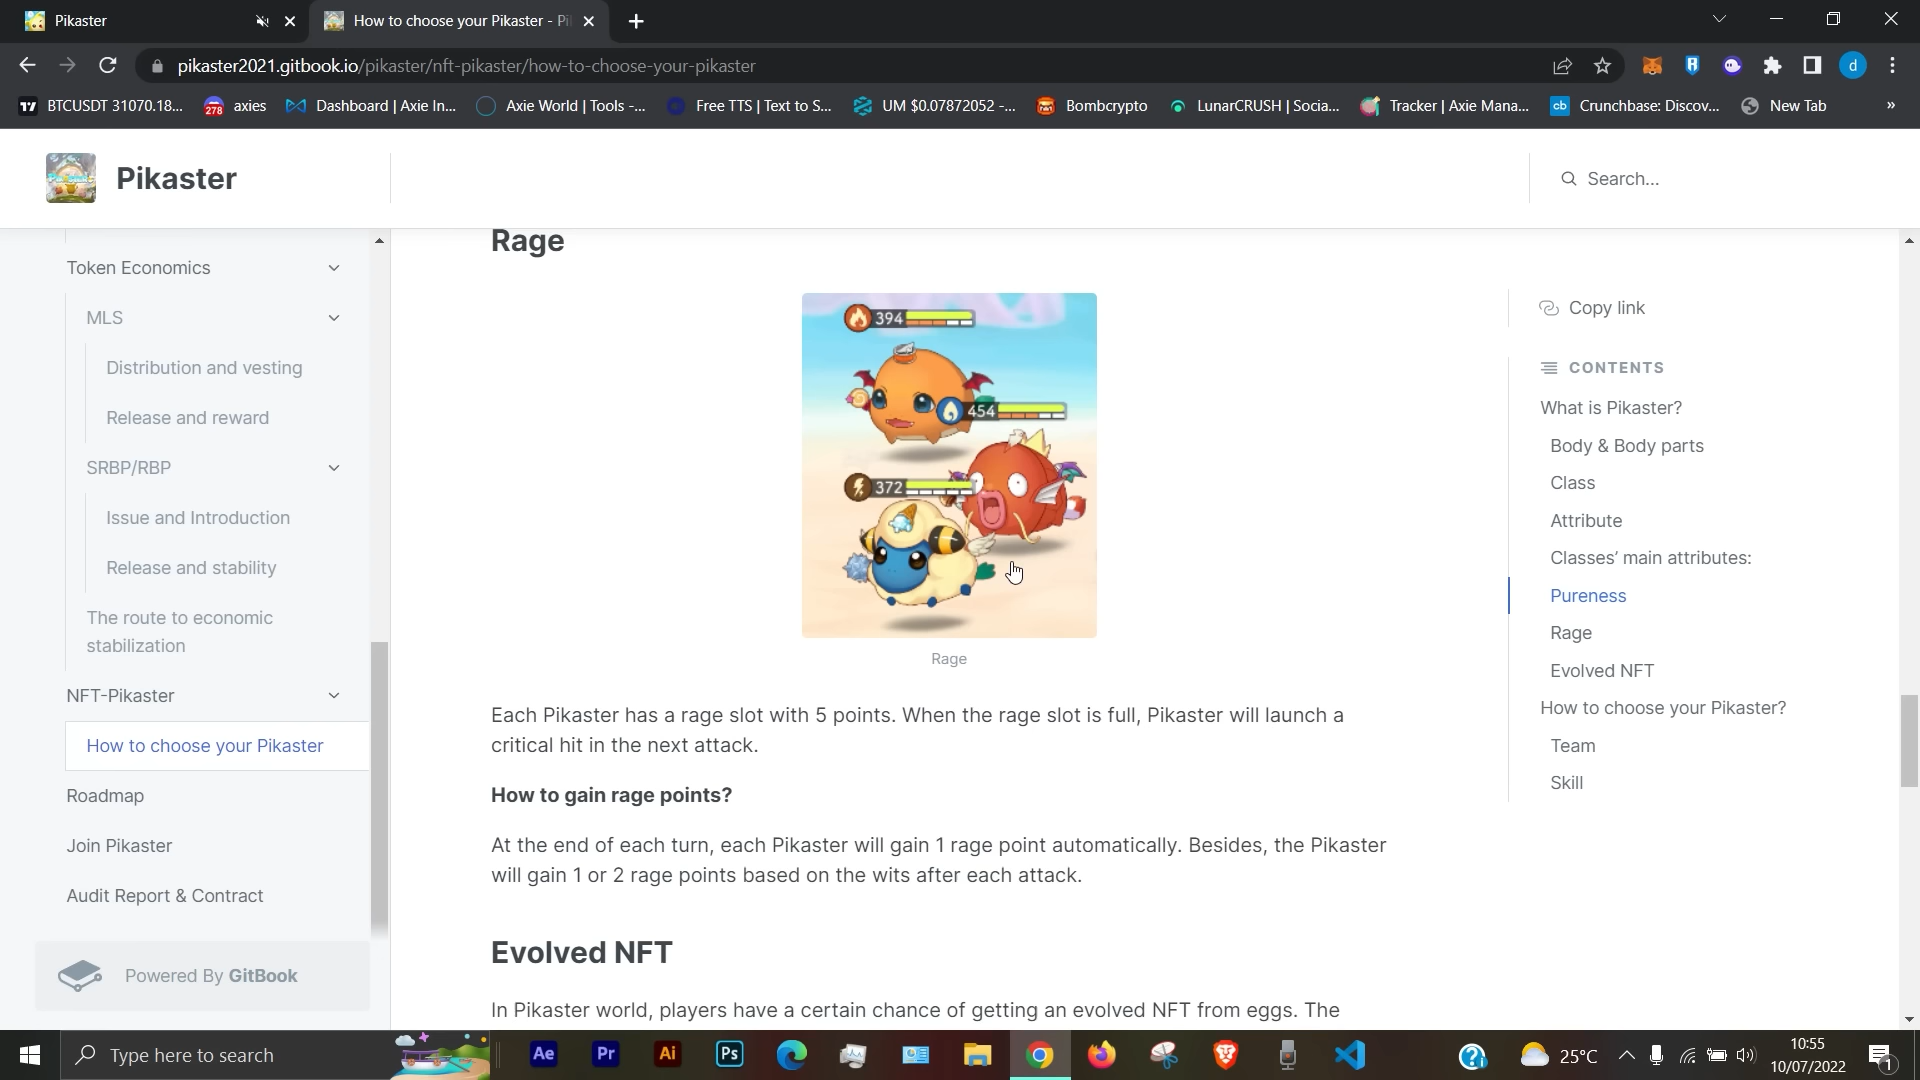 Pikaster
How to choose your Pikaster - Pi
pikaster2021.gitbook.io/pikaster/nft-pikaster/how-to-choose-your-pikaster
d
BTCUSDT 31070.18...
278 axies
Dashboard | Axie In...
Axie World | Tools -...
Free TTS | Text to S...
UM $0.07872052 -...
Bombcrypto
LunarCRUSH | Socia...
Tracker | Axie Mana...
cb Crunchbase: Discov...
New Tab
»
Pikaster
Search...
Token Economics
MLS
Distribution and vesting
Release and reward
SRBP/RBP
Issue and Introduction
Release and stability
The route to economic
stabilization
NFT-Pikaster
How to choose your Pikaster
Roadmap
Join Pikaster
Audit Report & Contract
Powered By GitBook
Rage
394
454
372
Rage
Each Pikaster has a rage slot with 5 points. When the rage slot is full, Pikaster will launch a
critical hit in the next attack.
How to gain rage points?
At the end of each turn, each Pikaster will gain 1 rage point automatically. Besides, the Pikaster
will gain 1 or 2 rage points based on the wits after each attack.
Evolved NFT
In Pikaster world, players have a certain chance of getting an evolved NFT from eggs. The
Copy link
CONTENTS
What is Pikaster?
Body & Body parts
Class
Attribute
Classes’ main attributes:
Pureness
Rage
Evolved NFT
How to choose your Pikaster?
Team
Skill
Type here to search
Ae
Pr
Ai
Ps
25°C
10:55
10/07/2022
1